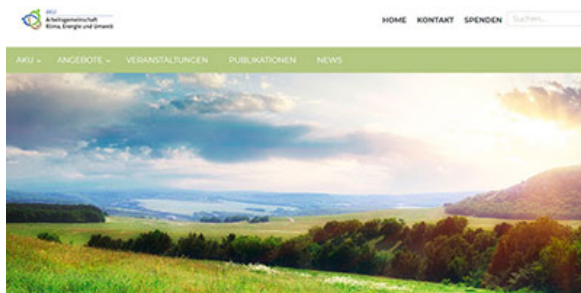 AKU
Arbeitsgemeinschaft
Klima, Energie und Umwelt
HOME KONTAKT SPENDEN Suchen...
AKU ANGEBOTE VERANSTALTUNGEN PUBLIKATIONEN NEWS